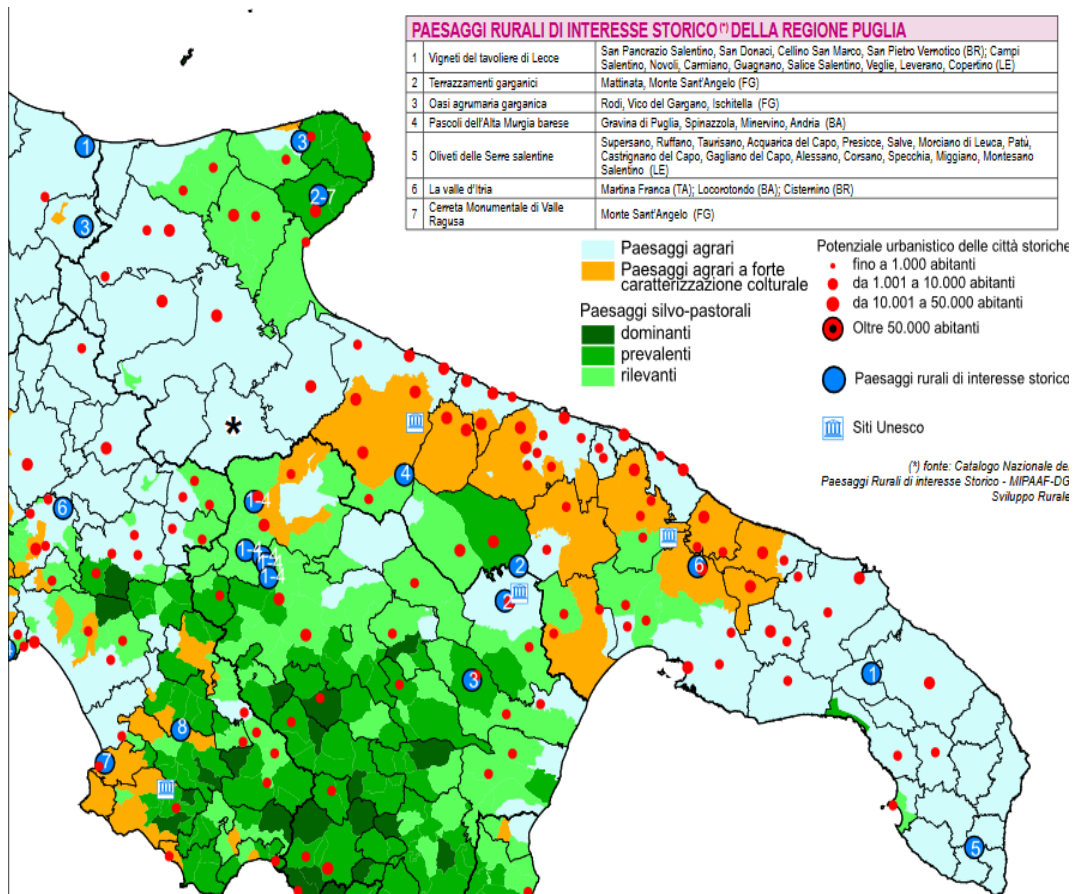 PAESAGGI RURALI DI INTERESSE STORICO (*) DELLA REGIONE PUGLIA
1 Vigneti del tavoliere di Lecce
San Pancrazio Salentino, San Donaci, Cellino San Marco, San Pietro Vernotico (BR); Campi
Salentino, Novoli, Carmiano, Guagnano, Salice Salentino, Veglie, Leverano, Copertino (LE)
2 Terrazzamenti garganici Mattinata, Monte Sant'Angelo (FG)
3 Oasi agrumaria garganica Rodi, Vico del Gargano, Ischitella (FG)
4 Pascoli dell'Alta Murgia barese Gravina di Puglia, Spinazzola, Minervino, Andria (BA)
5 Oliveti delle Serre salentine
Supersano, Ruffano, Taurisano, Acquarica del Capo, Presicce, Salve, Morciano di Leuca, Patù,
Castrignano del Capo, Gagliano del Capo, Alessano, Corsano, Specchia, Miggiano, Montesano
Salentino (LE)
6 La valle d'Itria Martina Franca (TA); Locorotondo (BA); Cisternino (BR)
7 Cerreta Monumentale di Valle
Ragusa
Monte Sant'Angelo (FG)
Paesaggi agrari
Paesaggi agrari a forte
caratterizzazione colturale
Paesaggi silvo-pastorali
dominanti
prevalenti
rilevanti
Potenziale urbanistico delle città storiche
fino a 1.000 abitanti
da 1.001 a 10.000 abitanti
da 10.001 a 50.000 abitanti
Oltre 50.000 abitanti
Paesaggi rurali di interesse storico
Siti Unesco
(*) fonte: Catalogo Nazionale dei
Paesaggi Rurali di interesse Storico - MIPAAF-DG
Sviluppo Rurale
1
3
3
2-7
*
4
6
1-4
1-4
1-4
1-4
2
2
6
3
1
8
7
5